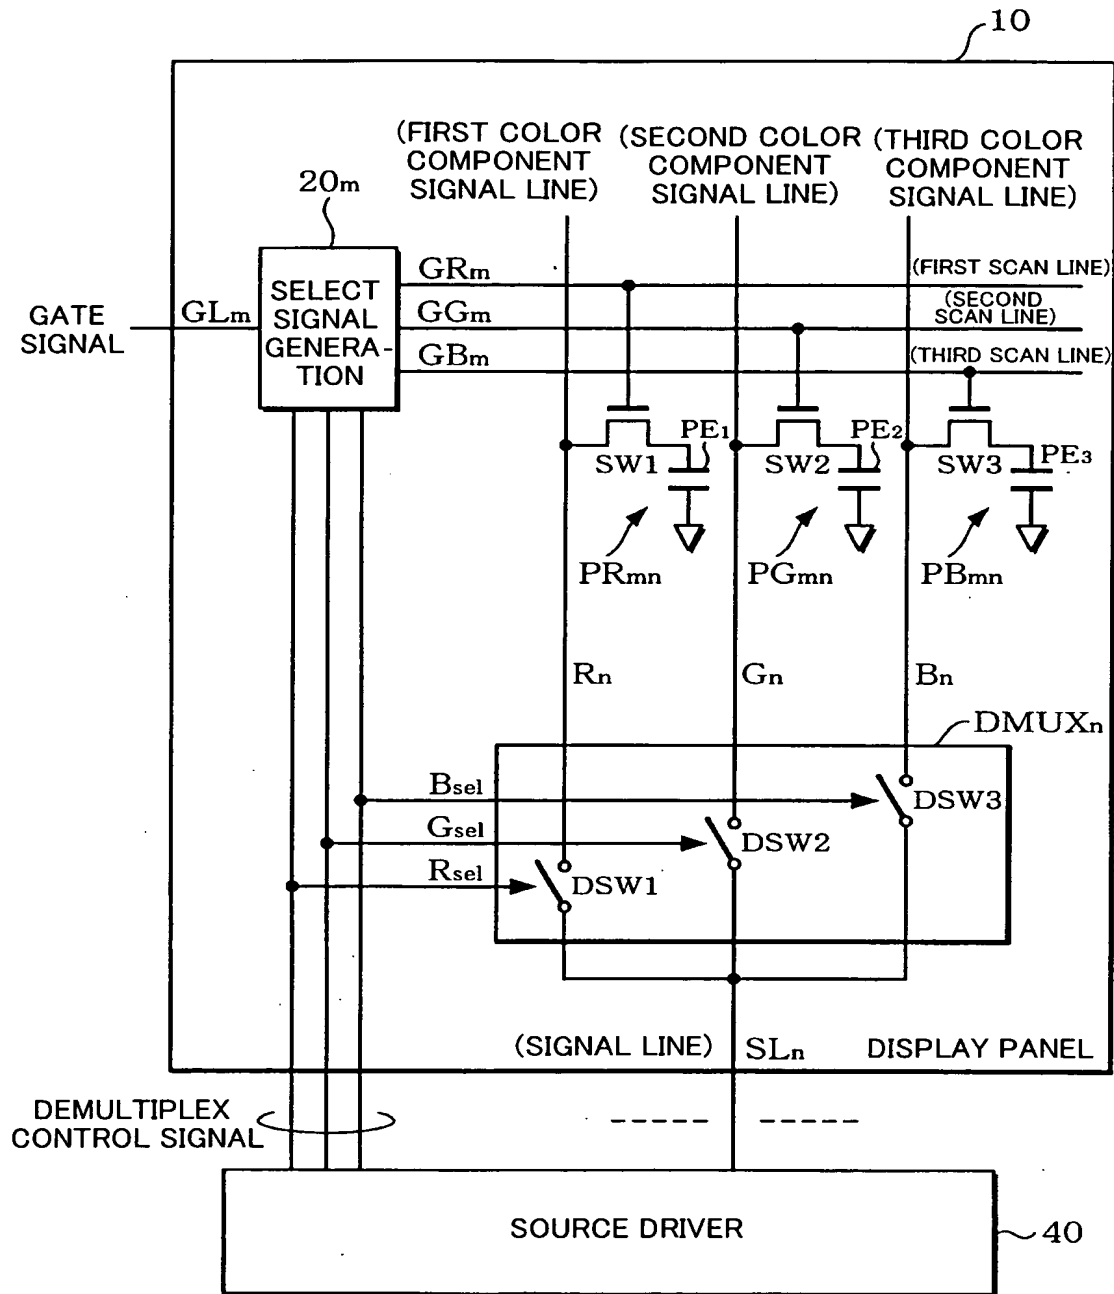 10
(FIRST COLOR
COMPONENT
SIGNAL LINE)
(SECOND COLOR
COMPONENT
SIGNAL LINE)
(THIRD COLOR
COMPONENT
SIGNAL LINE)
20m
SELECT
SIGNAL
GENERA-
TION
GATE
SIGNAL
GLm
GRm
GGm
GBm
(FIRST SCAN LINE)
(SECOND
SCAN LINE)
(THIRD SCAN LINE)
SW1
PE1
SW2
PE2
SW3
PE3
PRmn
PGmn
PBmn
Rn
Gn
Bn
DMUXn
Bsel
Gsel
Rsel
DSW3
DSW2
DSW1
(SIGNAL LINE)
SLn
DISPLAY PANEL
DEMULTIPLEX
CONTROL SIGNAL
SOURCE DRIVER
40